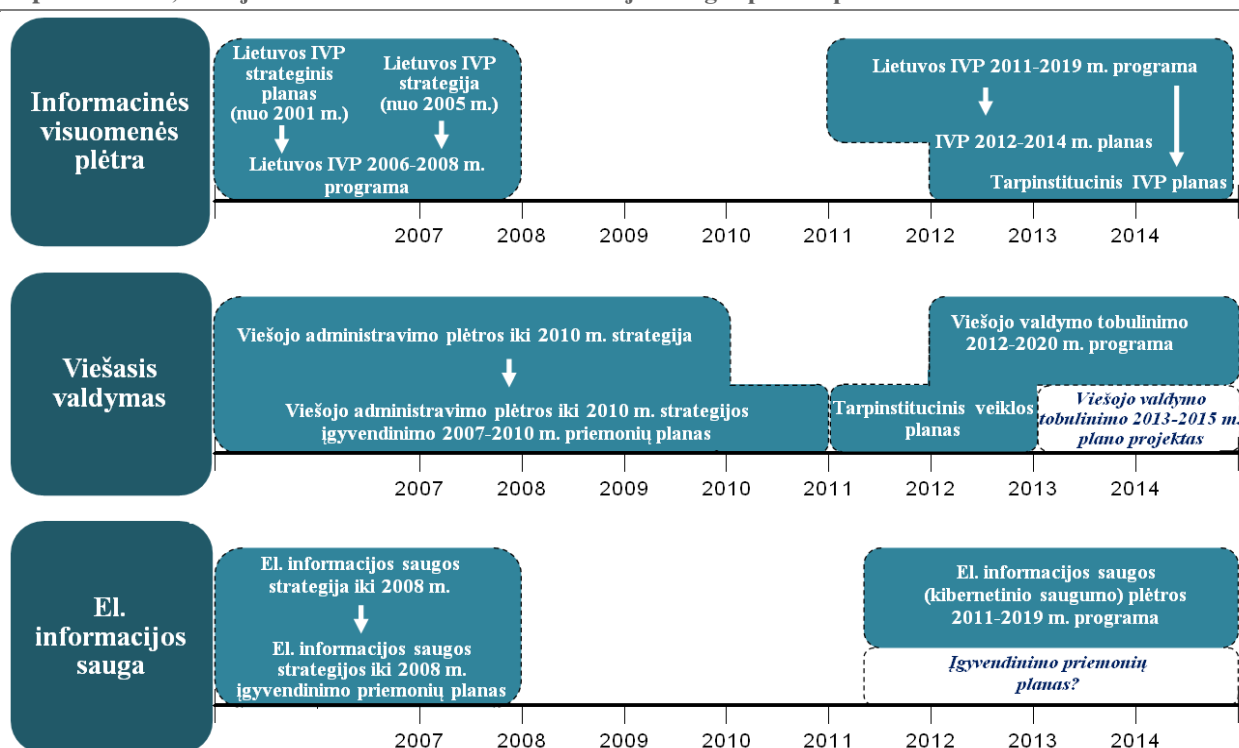 Informacinės
visuomenės
plėtra
Lietuvos IVP
strateginis
planas
(nuo 2001 m.)
Lietuvos IVP
strategija
(nuo 2005 m.)
Lietuvos IVP 2006-2008 m.
programa
Lietuvos IVP 2011-2019 m. programa
IVP 2012-2014 m. planas
Tarpinstitucinis IVP planas
2007 2008 2009 2010 2011 2012 2013 2014
Viešasis
valdymas
Viešojo administravimo plėtros iki 2010 m. strategija
Viešojo administravimo plėtros iki 2010 m. strategijos
įgyvendinimo 2007-2010 m. priemonių planas
Tarpinstitucinis veiklos
planas
Viešojo valdymo tobulinimo
2012-2020 m. programa
Viešojo valdymo
tobulinimo 2013-2015 m.
plano projektas
2007 2008 2009 2010 2011 2012 2013 2014
El.
informacijos
sauga
El. informacijos saugos
strategija iki 2008 m.
El. informacijos saugos
strategijos iki 2008 m.
įgyvendinimo priemonių planas
El. informacijos saugos
(kibernetinio saugumo) plėtros
2011-2019 m. programa
Įgyvendinimo priemonių
planas?
2007 2008 2009 2010 2011 2012 2013 2014